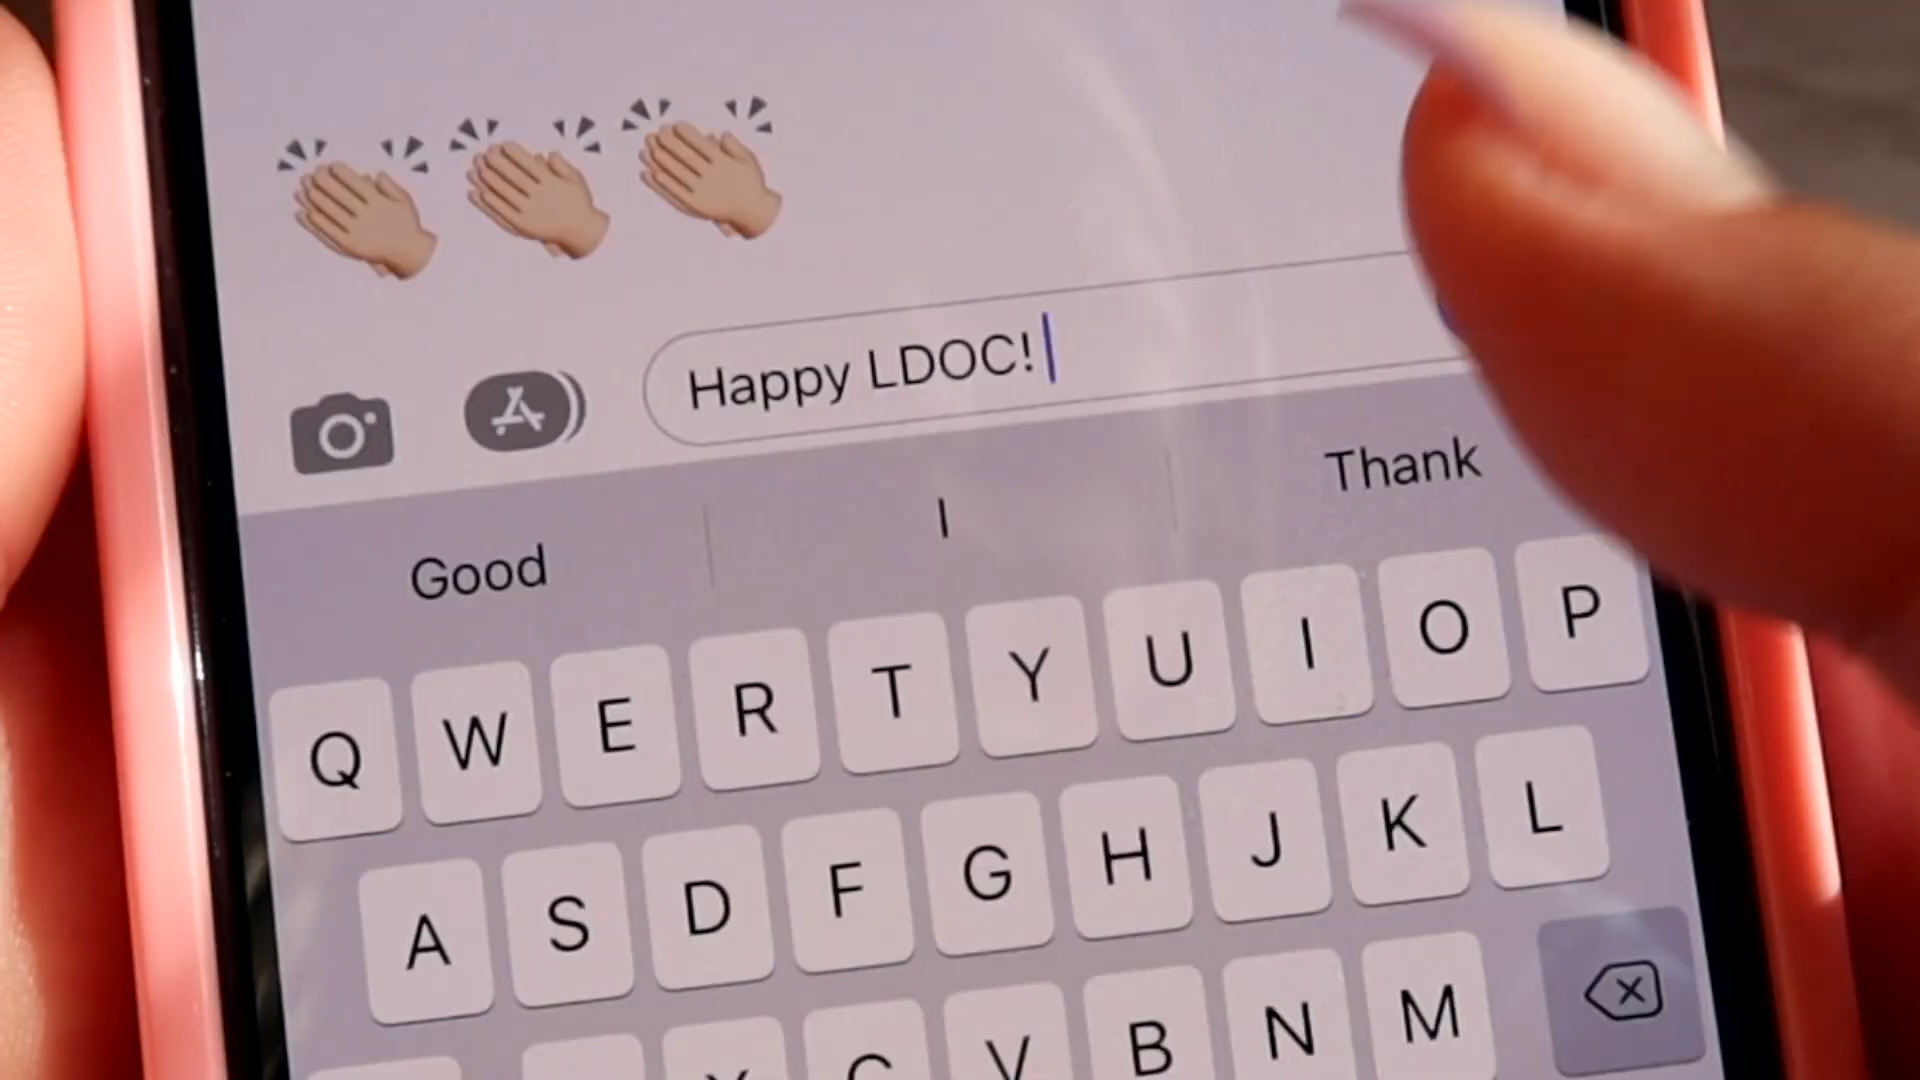 👏🏼👏🏼👏🏼
Happy LDOC!
Good I Thank
Q W E R T Y U I O P
A S D F G H J K L
X C V B N M